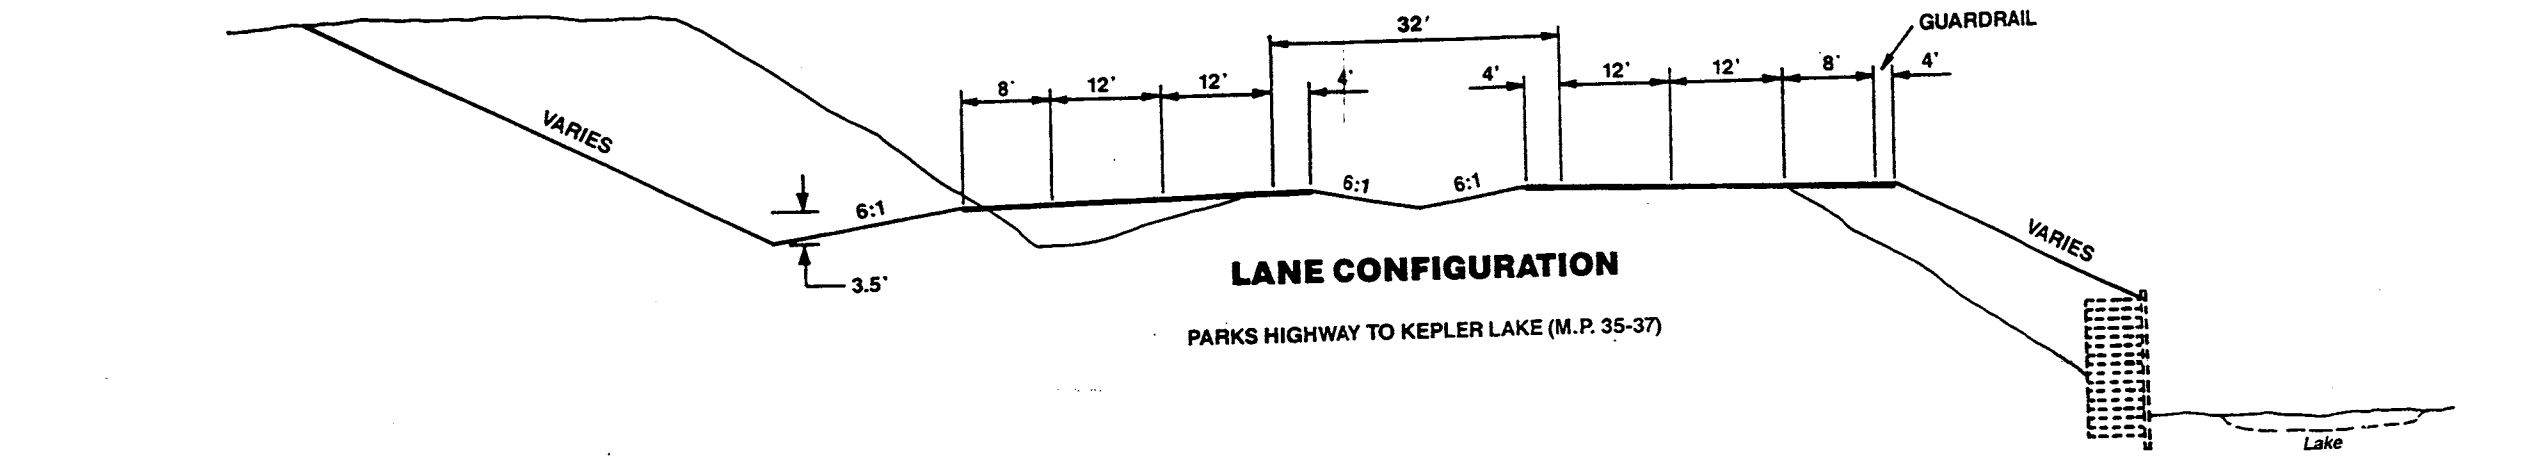 GUARDRAIL
32'
8' 12' 12' 4' 4' 12' 12' 8' 4'
VARIES
6:1 6:1 6:1
3.5'
VARIES
LANE CONFIGURATION
PARKS HIGHWAY TO KEPLER LAKE (M.P. 35-37)
Lake